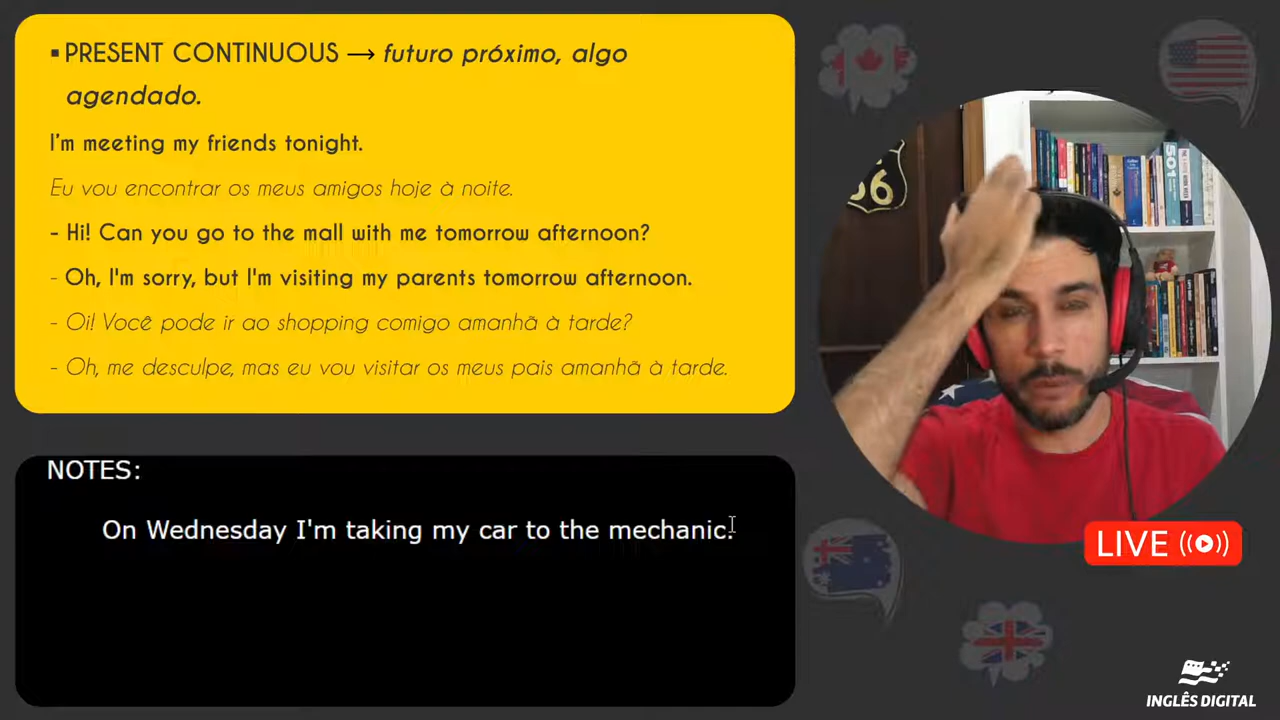 ▪ PRESENT CONTINUOUS → futuro próximo, algo
agendado.
I'm meeting my friends tonight.
Eu vou encontrar os meus amigos hoje à noite.
- Hi! Can you go to the mall with me tomorrow afternoon?
- Oh, I'm sorry, but I'm visiting my parents tomorrow afternoon.
- Oi! Você pode ir ao shopping comigo amanhã à tarde?
- Oh, me desculpe, mas eu vou visitar os meus pais amanhã à tarde.
NOTES:
On Wednesday I'm taking my car to the mechanic.
66
501
LIVE
INGLÊS DIGITAL